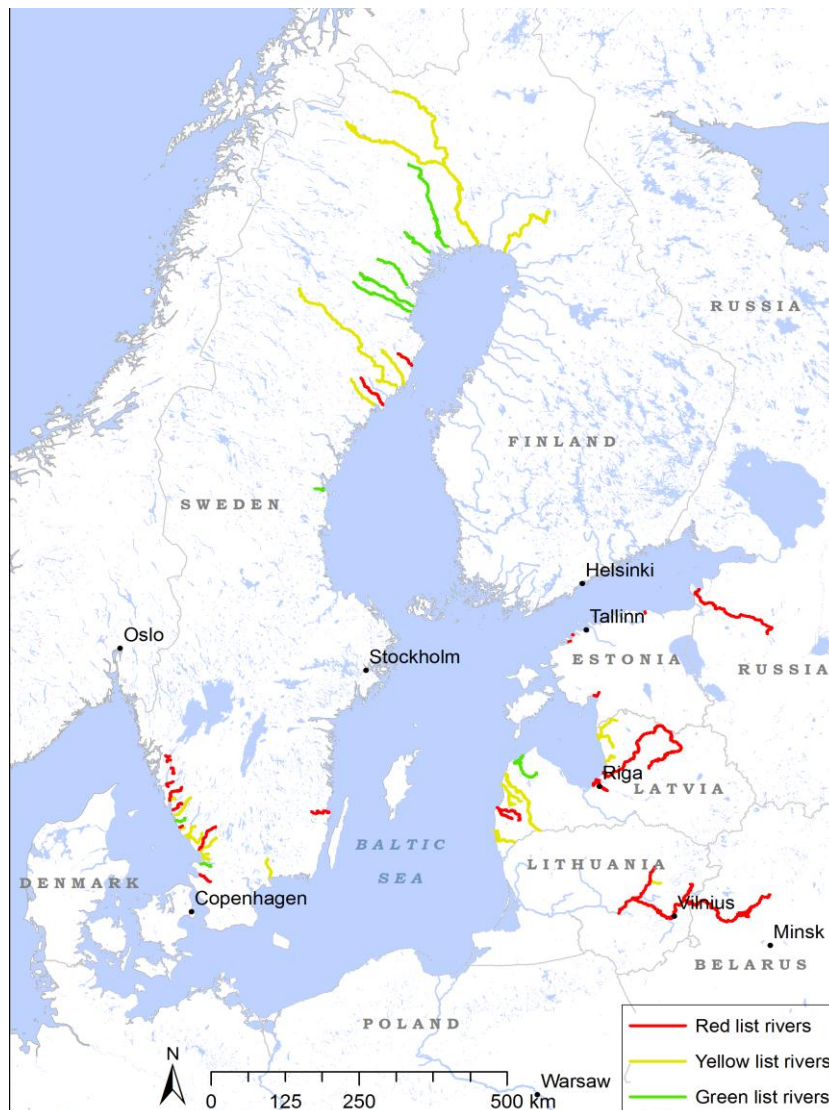 RUSSIA
FINLAND
SWEDEN
Helsinki
Oslo
Tallinn
Stockholm
ESTONIA
RUSSIA
Riga
LATVIA
BALTIC
SEA
LITHUANIA
DENMARK
Copenhagen
Vilnius
Minsk
BELARUS
POLAND
Red list rivers
Yellow list rivers
Green list rivers
N
0 125 250 500 km
Warsaw